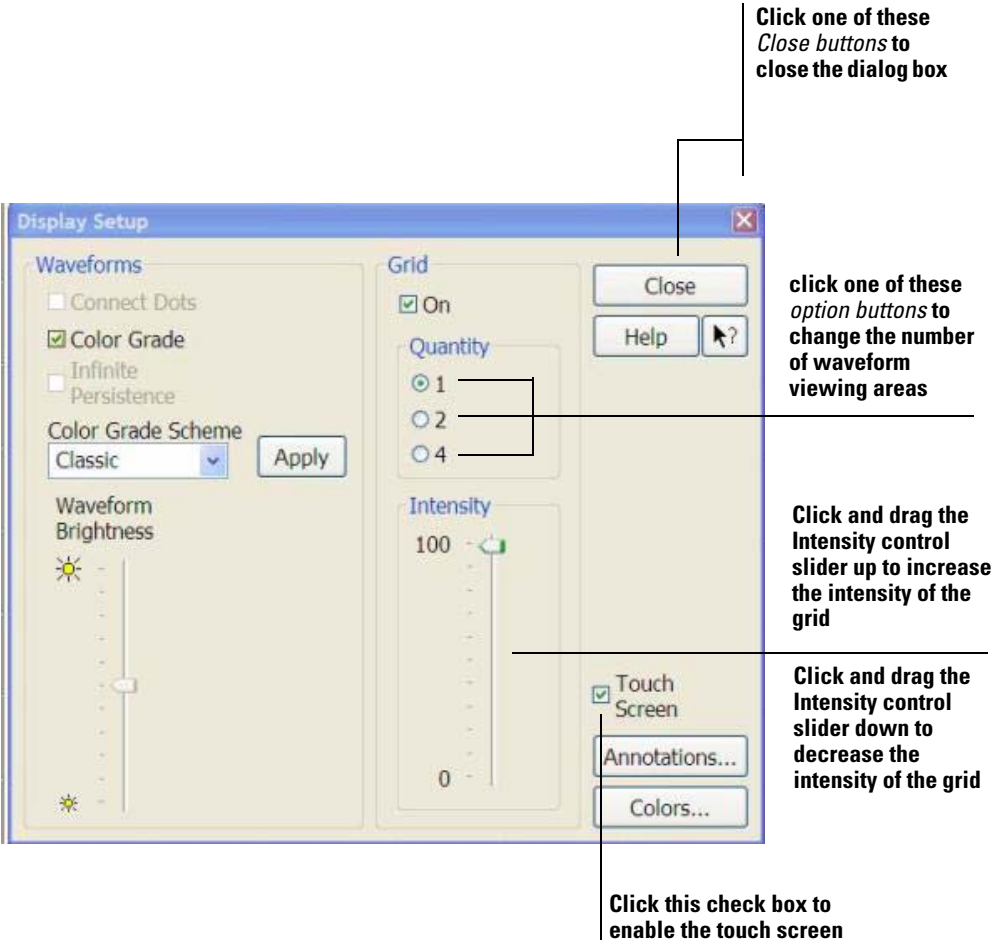 Click one of these
Close buttons to
close the dialog box
Display Setup
Waveforms
Connect Dots
Color Grade
Infinite
Persistence
Color Grade Scheme
Classic
Apply
Waveform
Brightness
Grid
On
Quantity
1
2
4
Intensity
100
0
Close
Help
?
Touch
Screen
Annotations...
Colors...
click one of these
option buttons to
change the number
of waveform
viewing areas
Click and drag the
Intensity control
slider up to increase
the intensity of the
grid
Click and drag the
Intensity control
slider down to
decrease the
intensity of the grid
Click this check box to
enable the touch screen